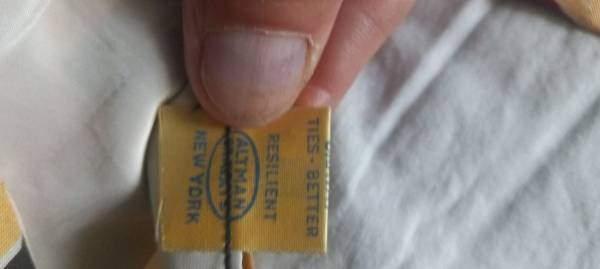 TIES - BETTER
RESILIENT
ALTMAN
NEW YORK